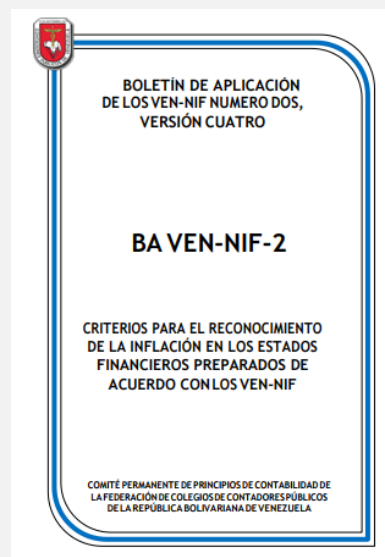 BOLETÍN DE APLICACIÓN
DE LOS VEN-NIF NUMERO DOS,
VERSIÓN CUATRO
BA VEN-NIF-2
CRITERIOS PARA EL RECONOCIMIENTO
DE LA INFLACIÓN EN LOS ESTADOS
FINANCIEROS PREPARADOS DE
ACUERDO CON LOS VEN-NIF
COMITÉ PERMANENTE DE PRINCIPIOS DE CONTABILIDAD DE
LA FEDERACIÓN DE COLEGIOS DE CONTADORES PÚBLICOS
DE LA REPÚBLICA BOLIVARIANA DE VENEZUELA